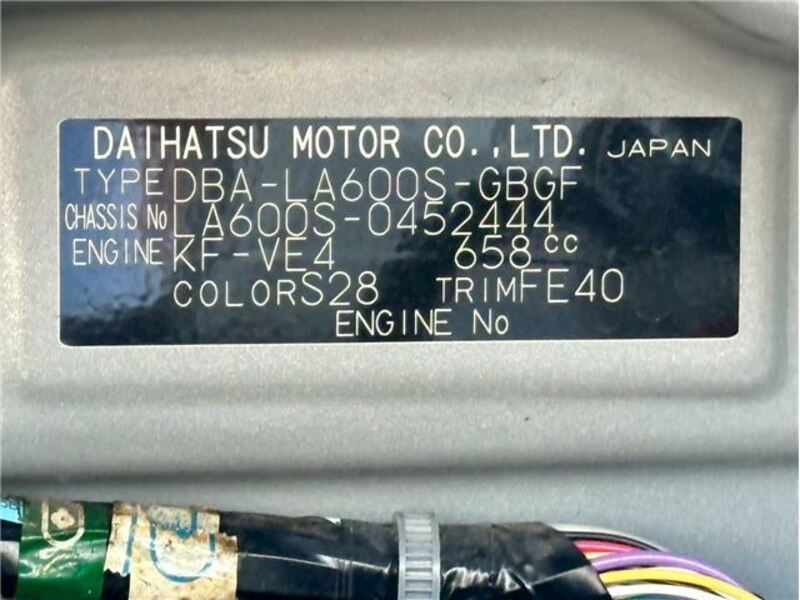 DAIHATSU MOTOR CO.,LTD. JAPAN
TYPE DBA-LA600S-GBGF
CHASSIS No LA600S-0452444
ENGINE KF-VE4 658cc
COLOR S28 TRIM FE40
ENGINE No